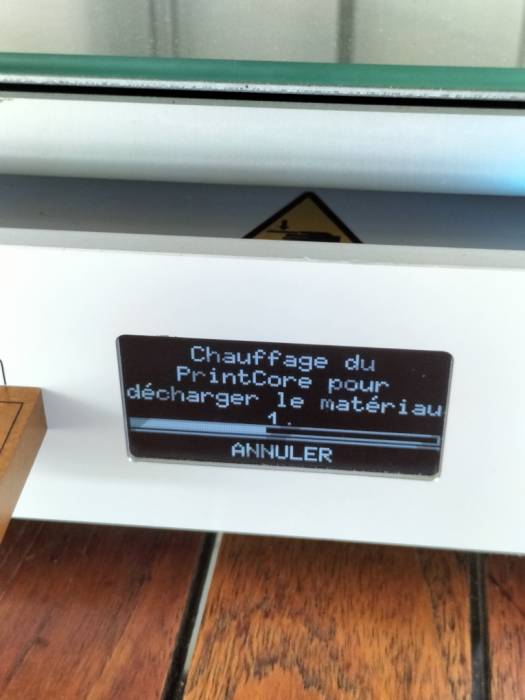 Chauffage du
PrintCore pour
décharger le matériau
1.
ANNULER